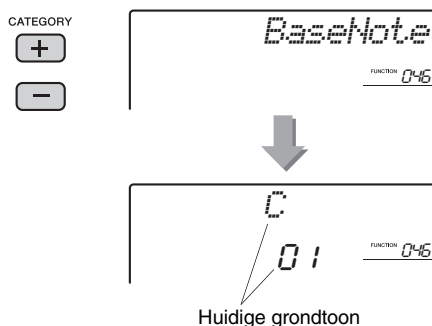 CATEGORY
+
-
BaseNote
FUNCTION 046
C
01
FUNCTION 046
Huidige grondtoon